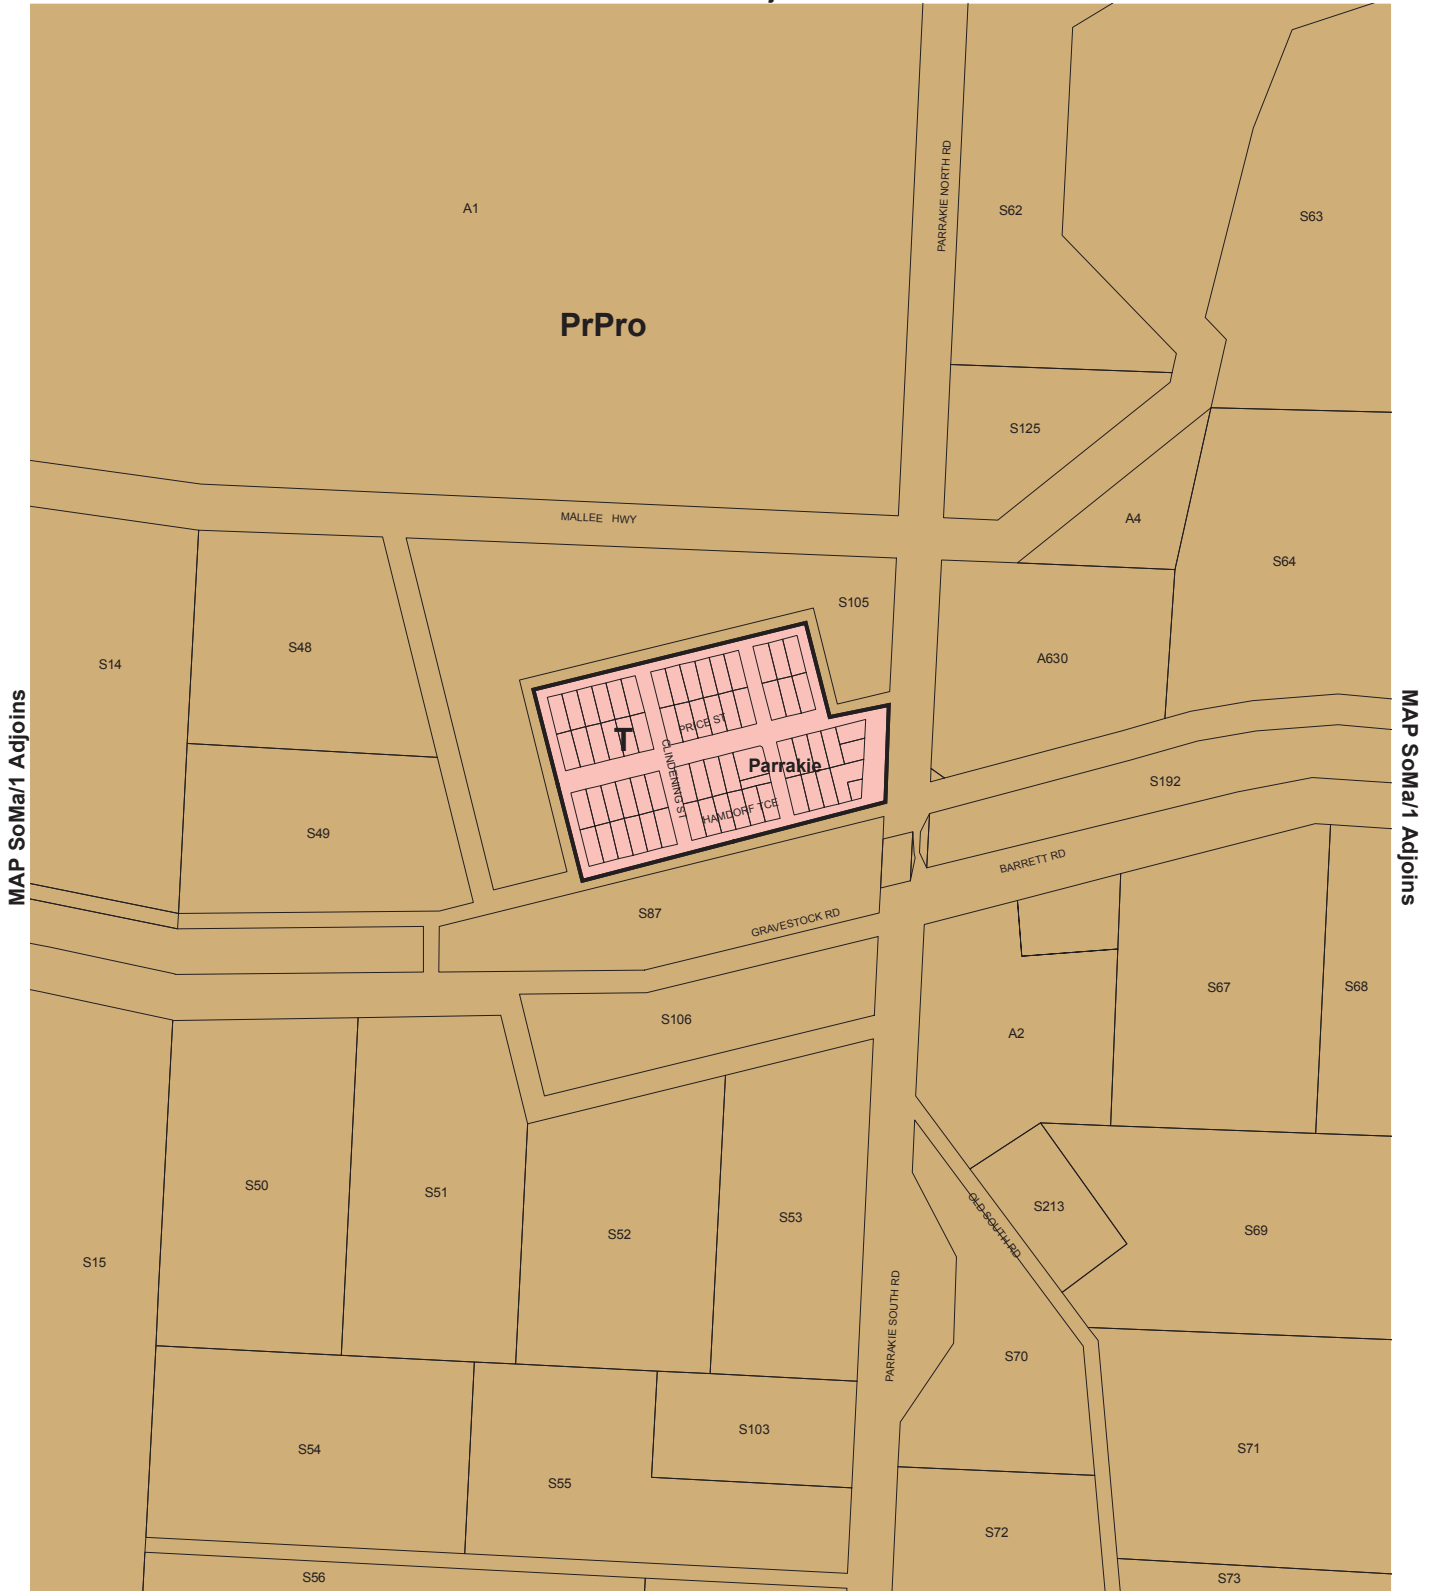 PARRAKIE NORTH RD
A1
S62
S63
PrPro
S125
MALLEE HWY
A4
S64
S105
S48
A630
S14
MAP SoMa/1 Adjoins
MAP SoMa/1 Adjoins
PRICE ST
T
CLINDENING ST
Parrakie
S192
HAMDORF TCE
S49
BARRETT RD
S87
GRAVESTOCK RD
S67
S68
S106
A2
S50
S51
S213
S53
S52
OLD SOUTH RD
S69
S15
PARRAKIE SOUTH RD
S70
S103
S54
S71
S55
S72
S56
S73